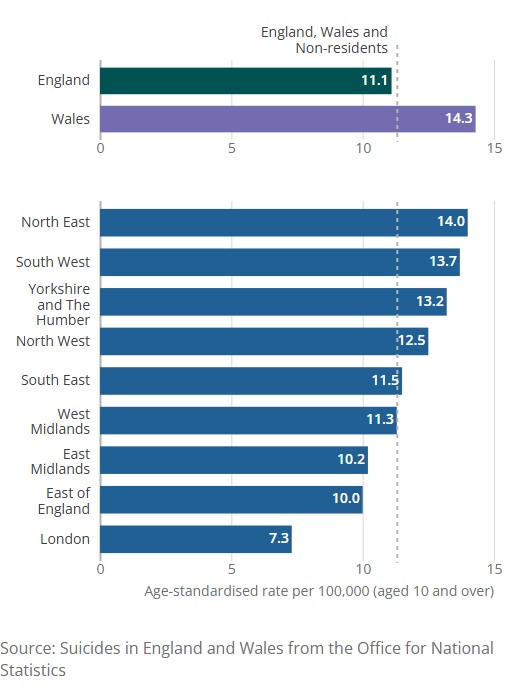 England, Wales and
Non-residents
England 11.1
Wales 14.3
0 5 10 15
North East 14.0
South West 13.7
Yorkshire
and The
Humber 13.2
North West 12.5
South East 11.5
West
Midlands 11.3
East
Midlands 10.2
East of
England 10.0
London 7.3
0 5 10 15
Age-standardised rate per 100,000 (aged 10 and over)
Source: Suicides in England and Wales from the Office for National
Statistics